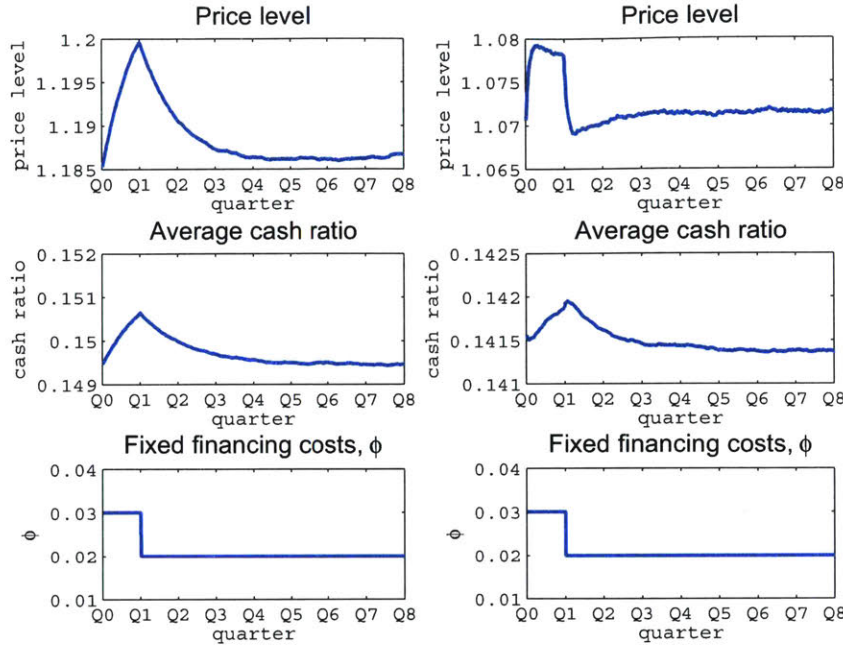 Price level
1.2
1.195
1.19
1.185
price level
Q0 Q1 Q2 Q3 Q4 Q5 Q6 Q7 Q8
quarter
Price level
1.08
1.075
1.07
1.065
price level
Q0 Q1 Q2 Q3 Q4 Q5 Q6 Q7 Q8
quarter
Average cash ratio
0.152
0.151
0.15
0.149
cash ratio
Q0 Q1 Q2 Q3 Q4 Q5 Q6 Q7 Q8
quarter
Average cash ratio
0.1425
0.142
0.1415
0.141
cash ratio
Q0 Q1 Q2 Q3 Q4 Q5 Q6 Q7 Q8
quarter
Fixed financing costs, ϕ
0.04
0.03
0.02
0.01
ϕ
Q0 Q1 Q2 Q3 Q4 Q5 Q6 Q7 Q8
quarter
Fixed financing costs, ϕ
0.04
0.03
0.02
0.01
ϕ
Q0 Q1 Q2 Q3 Q4 Q5 Q6 Q7 Q8
quarter